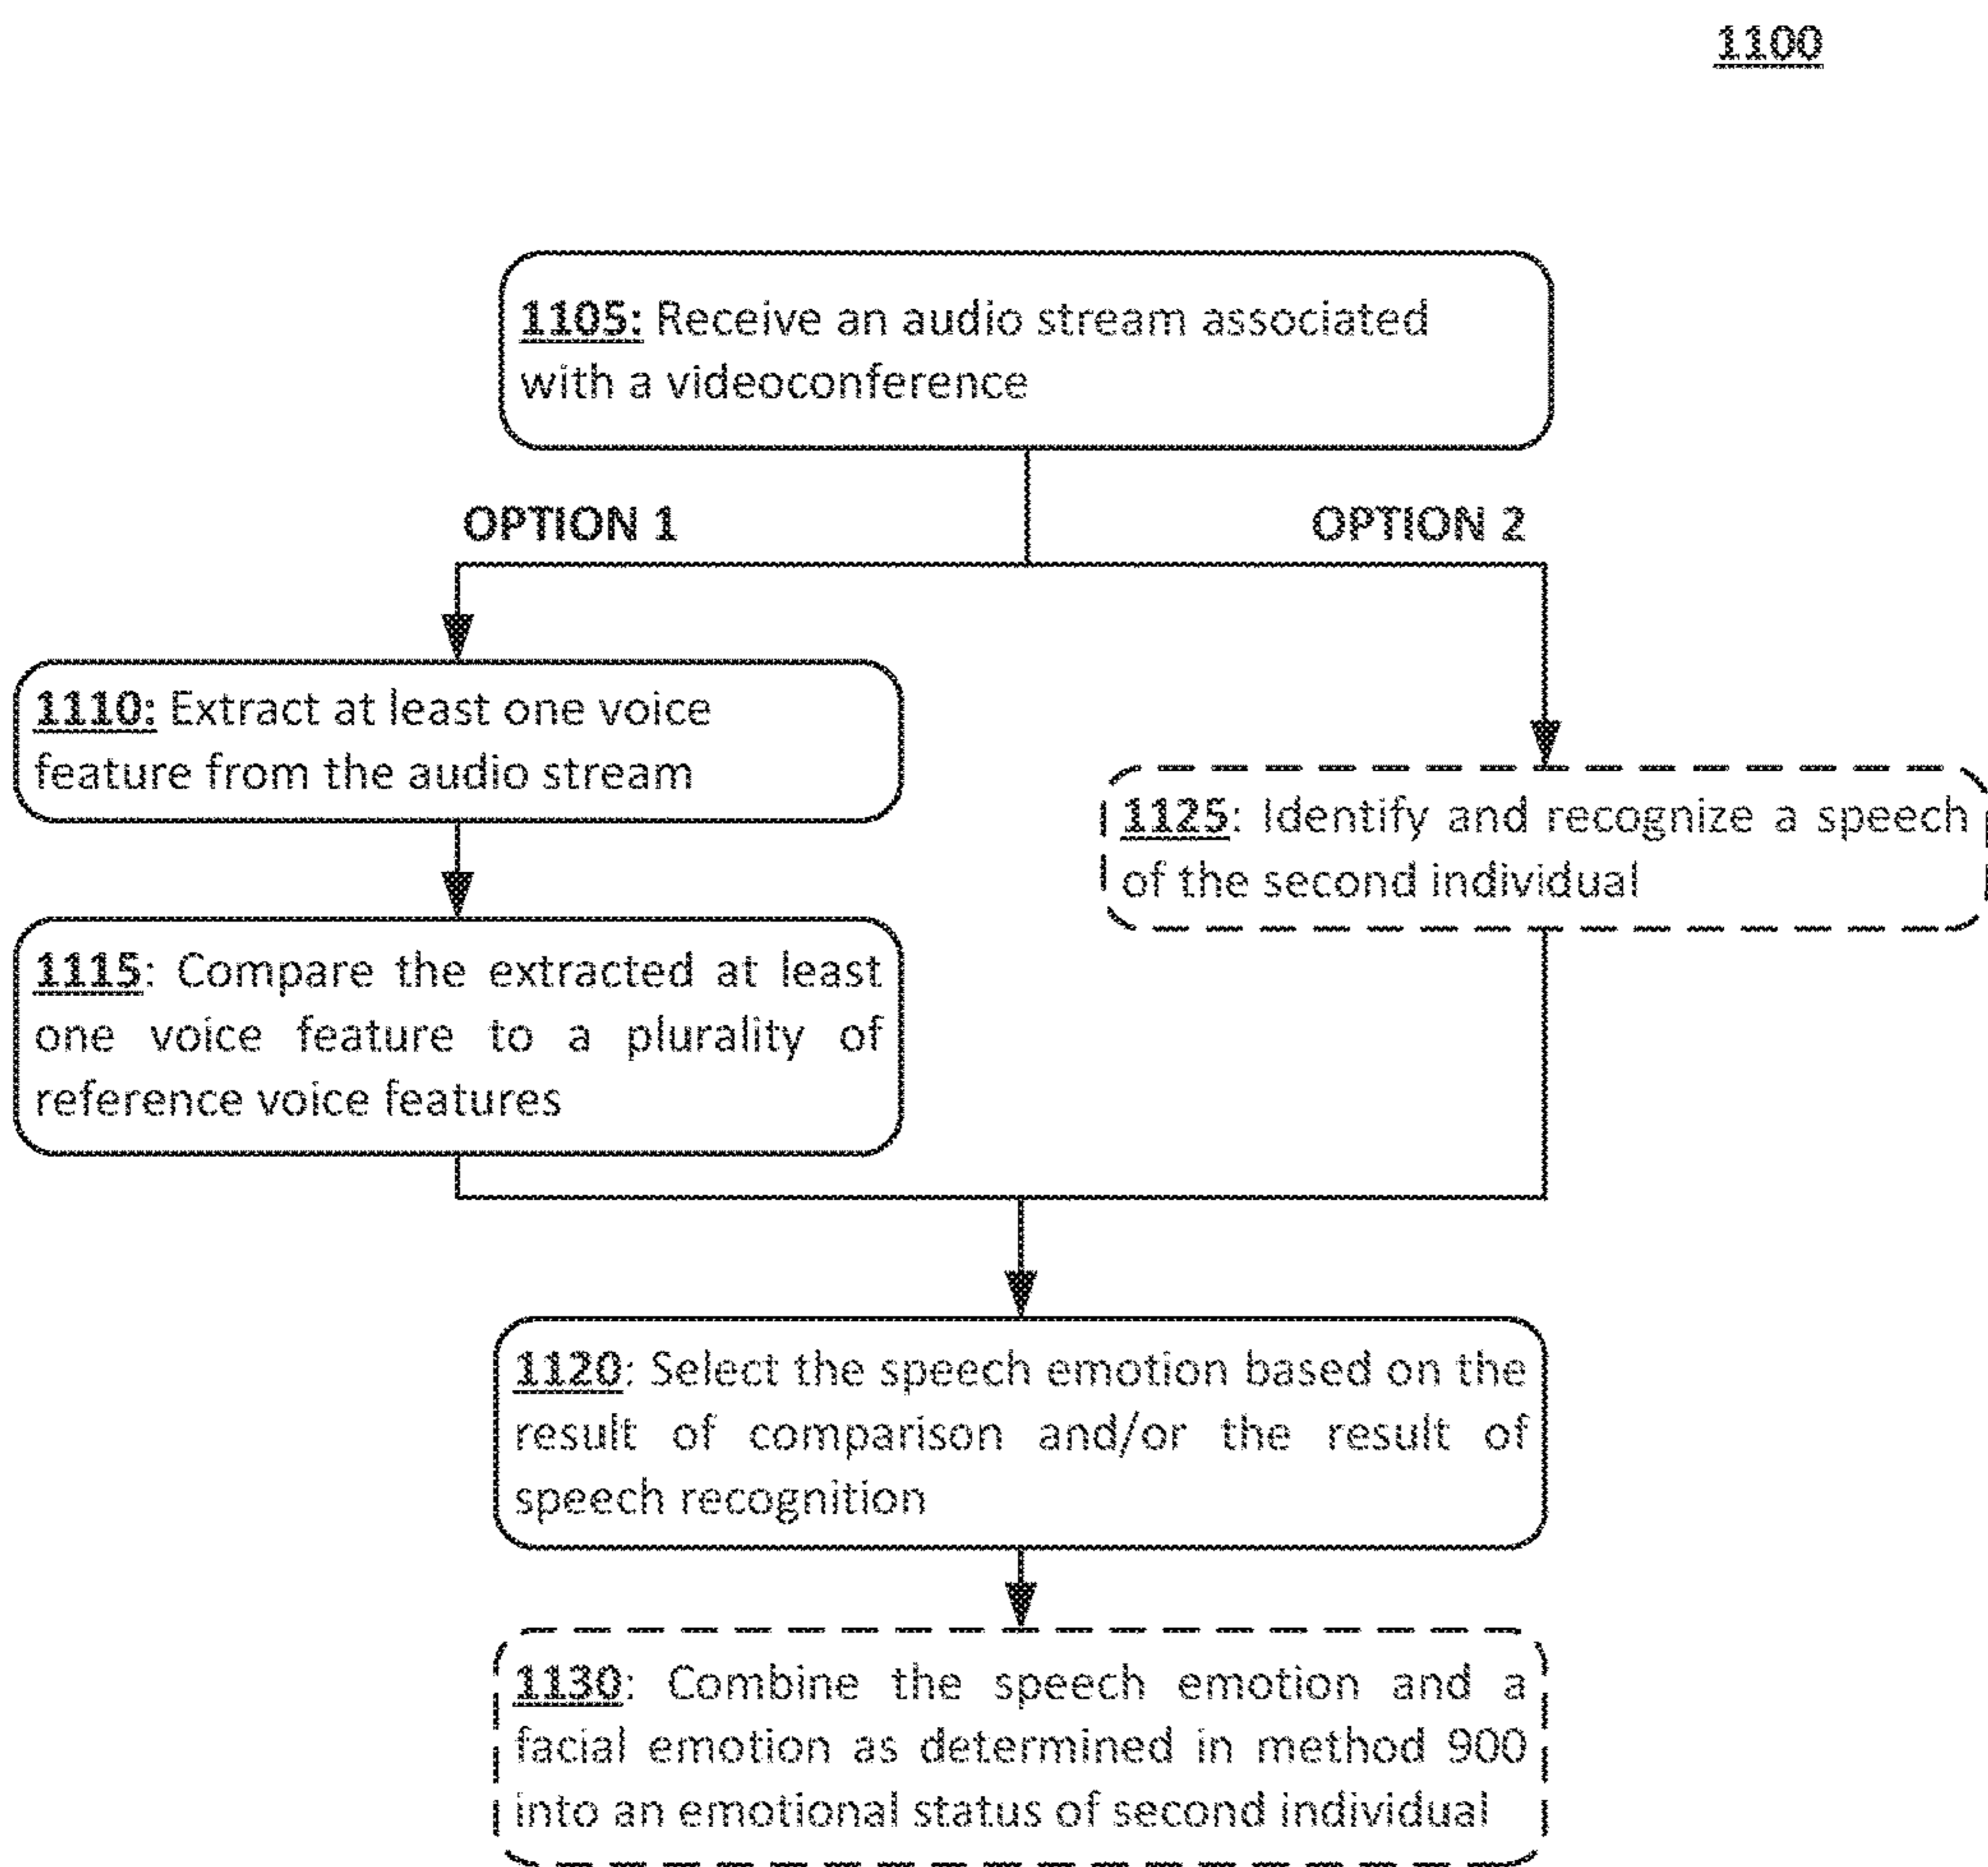 1100
1105: Receive an audio stream associated
with a videoconference
OPTION 1
OPTION 2
1110: Extract at least one voice
feature from the audio stream
1125: Identify and recognize a speech
of the second individual
1115: Compare the extracted at least
one voice feature to a plurality of
reference voice features
1120: Select the speech emotion based on the
result of comparison and/or the result of
speech recognition
1130: Combine the speech emotion and a
facial emotion as determined in method 900
into an emotional status of second individual